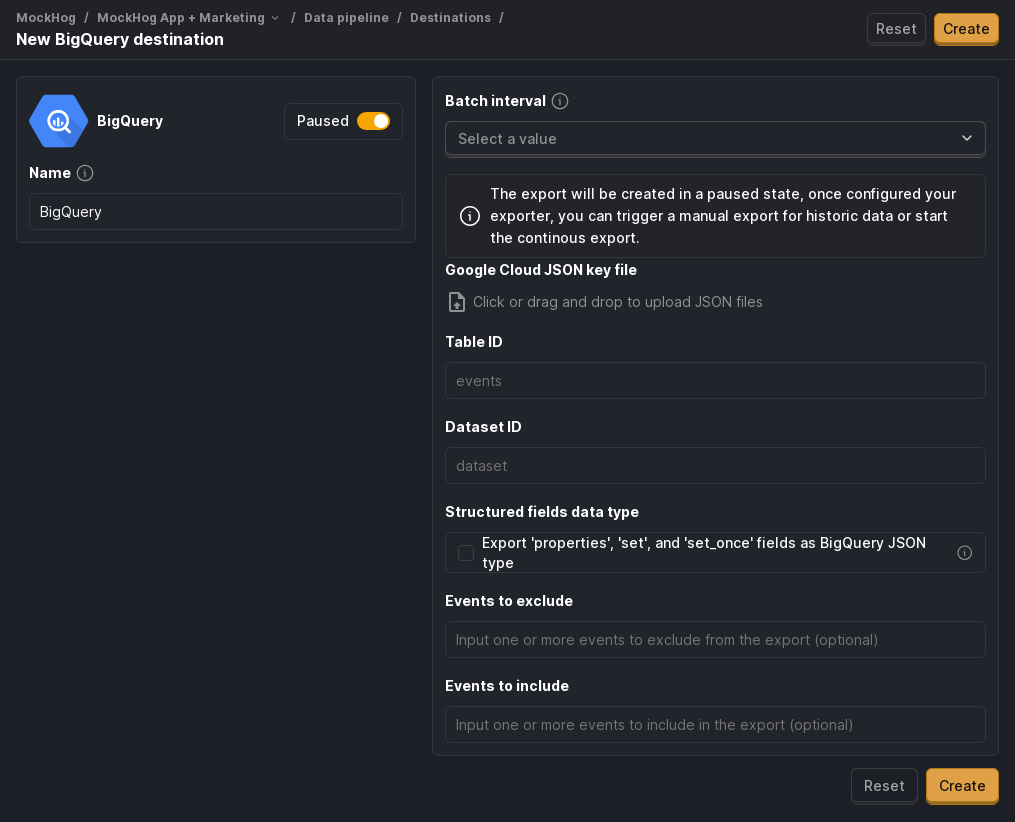 MockHog / MockHog App + Marketing / Data pipeline / Destinations /
New BigQuery destination
Reset
Create
BigQuery
Paused
Name
BigQuery
Batch interval
Select a value
The export will be created in a paused state, once configured your
exporter, you can trigger a manual export for historic data or start
the continous export.
Google Cloud JSON key file
Click or drag and drop to upload JSON files
Table ID
events
Dataset ID
dataset
Structured fields data type
Export 'properties', 'set', and 'set_once' fields as BigQuery JSON
type
Events to exclude
Input one or more events to exclude from the export (optional)
Events to include
Input one or more events to include in the export (optional)
Reset
Create